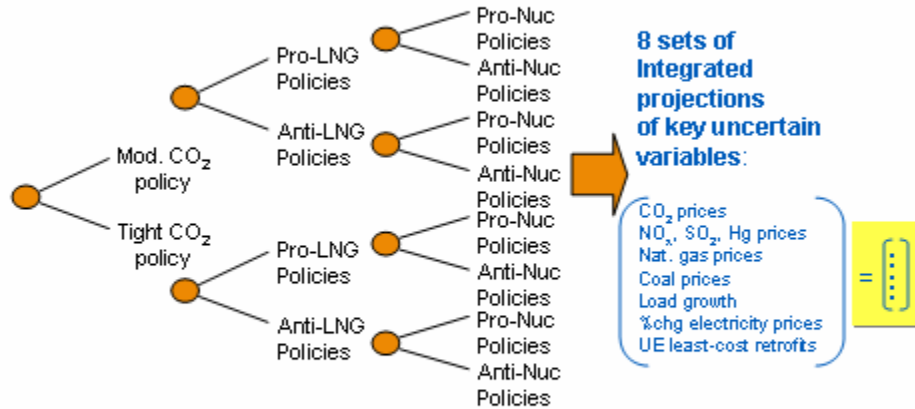 Mod. CO₂
policy
Tight CO₂
policy
Pro-LNG
Policies
Anti-LNG
Policies
Pro-LNG
Policies
Anti-LNG
Policies
Pro-Nuc
Policies
Anti-Nuc
Policies
Pro-Nuc
Policies
Anti-Nuc
Policies
Pro-Nuc
Policies
Anti-Nuc
Policies
Pro-Nuc
Policies
Anti-Nuc
Policies
8 sets of
Integrated
projections
of key uncertain
variables:
CO₂ prices
NOₓ, SO₂, Hg prices
Nat. gas prices
Coal prices
Load growth
%chg electricity prices
UE least-cost retrofits
=